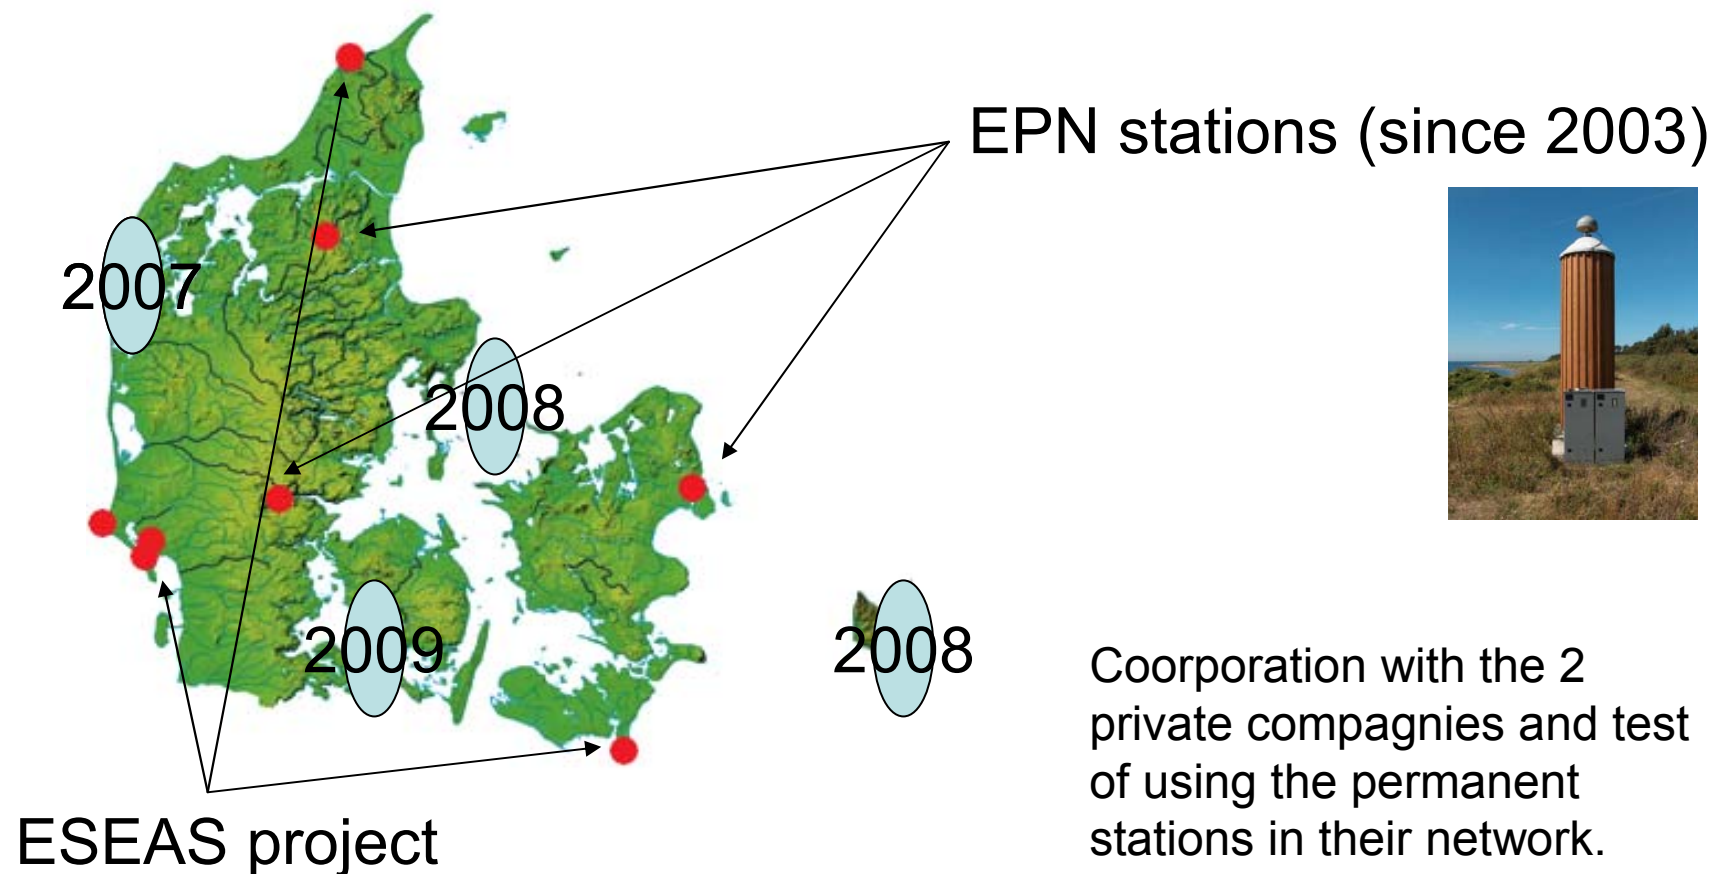 EPN stations (since 2003)
2007
2008
2009
2008
Coorporation with the 2
private compagnies and test
of using the permanent
stations in their network.
ESEAS project